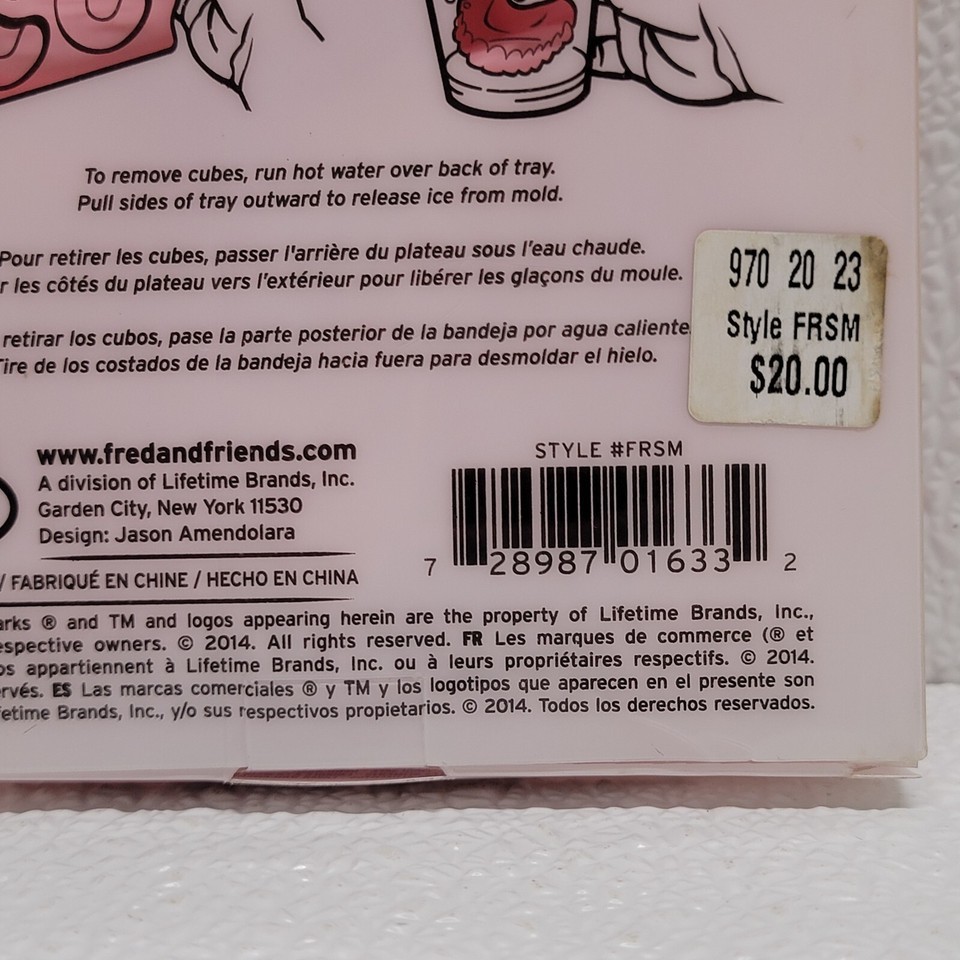 To remove cubes, run hot water over back of tray.
Pull sides of tray outward to release ice from mold.
Pour retirer les cubes, passer l'arrière du plateau sous l'eau chaude.
r les côtés du plateau vers l'extérieur pour libérer les glaçons du moule.
retirar los cubos, pase la parte posterior de la bandeja por agua caliente
Tire de los costados de la bandeja hacia fuera para desmoldar el hielo.
970 20 23
Style FRSM
$20.00
www.fredandfriends.com
A division of Lifetime Brands, Inc.
Garden City, New York 11530
Design: Jason Amendolara
/ FABRIQUÉ EN CHINE / HECHO EN CHINA
STYLE #FRSM
7 28987 01633 2
arks ® and TM and logos appearing herein are the property of Lifetime Brands, Inc.,
espective owners. © 2014. All rights reserved. FR Les marques de commerce (® et
os appartiennent à Lifetime Brands, Inc. ou à leurs propriétaires respectifs. © 2014.
rvés. ES Las marcas comerciales ® y TM y los logotipos que aparecen en el presente son
fetime Brands, Inc., y/o sus respectivos propietarios. © 2014. Todos los derechos reservados.